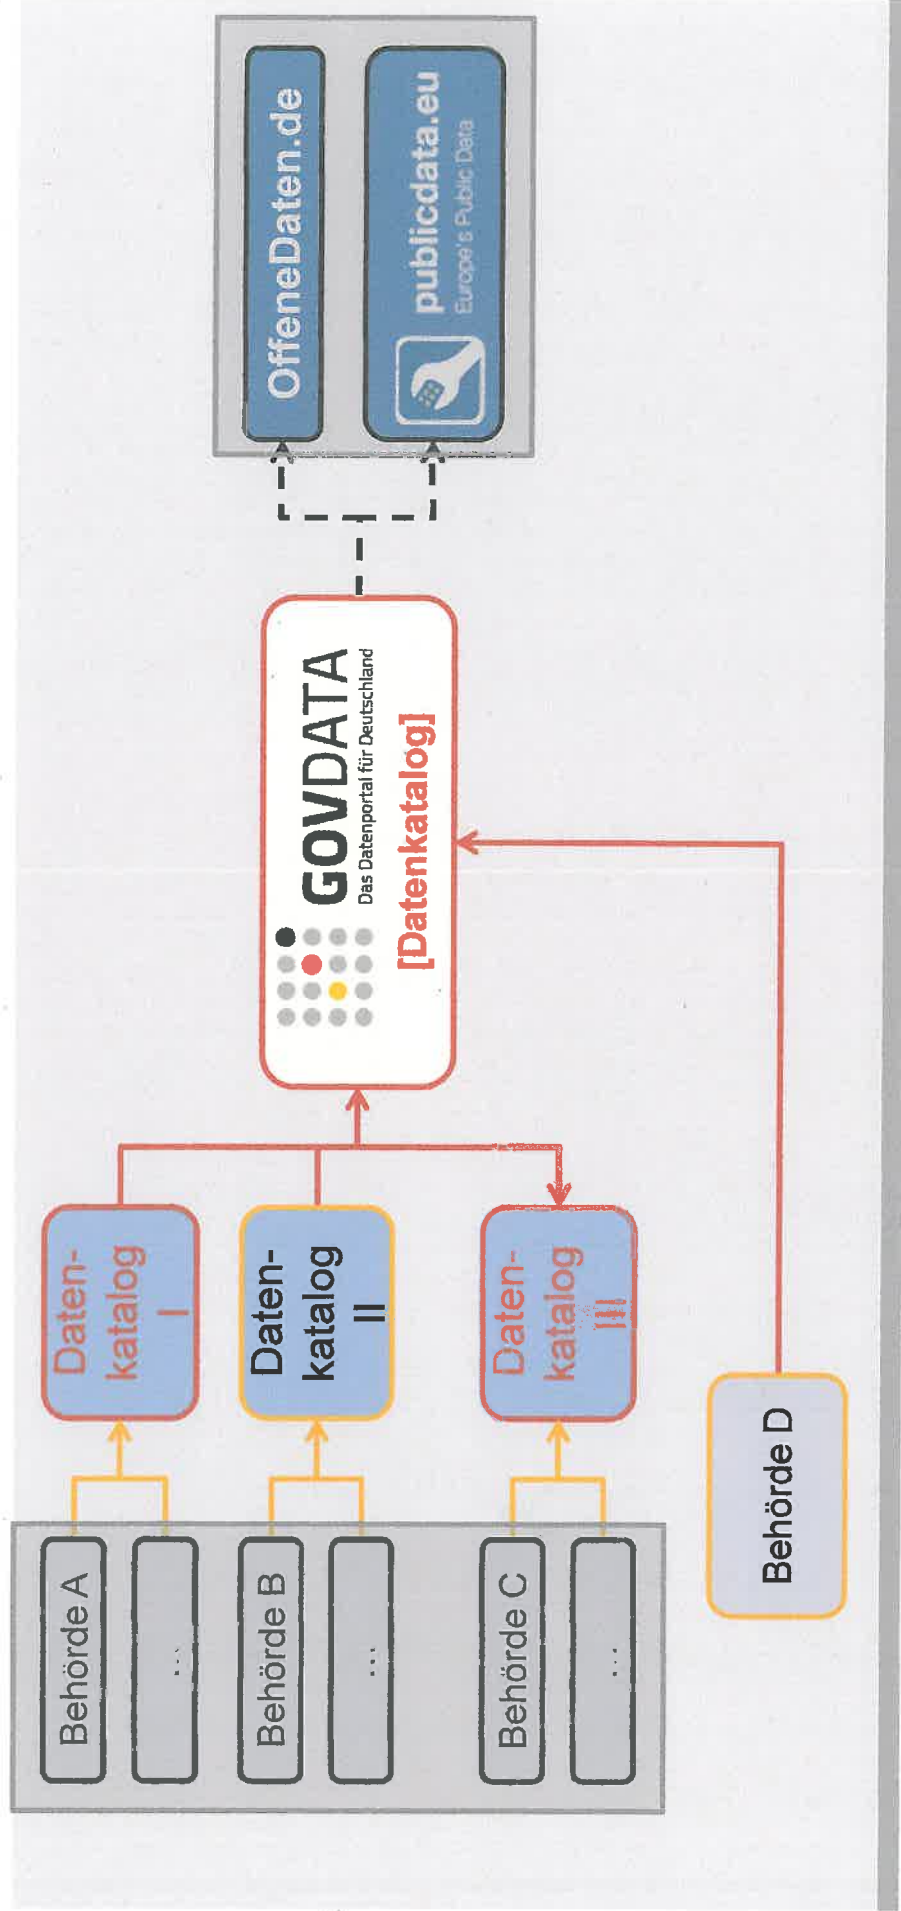 Behörde A
...
Behörde B
...
Behörde C
...
Daten-
katalog
I
Daten-
katalog
II
Daten-
katalog
III
Behörde D
GOVDATA
Das Datenportal für Deutschland
[Datenkatalog]
OffeneDaten.de
publicdata.eu
Europe's Public Data